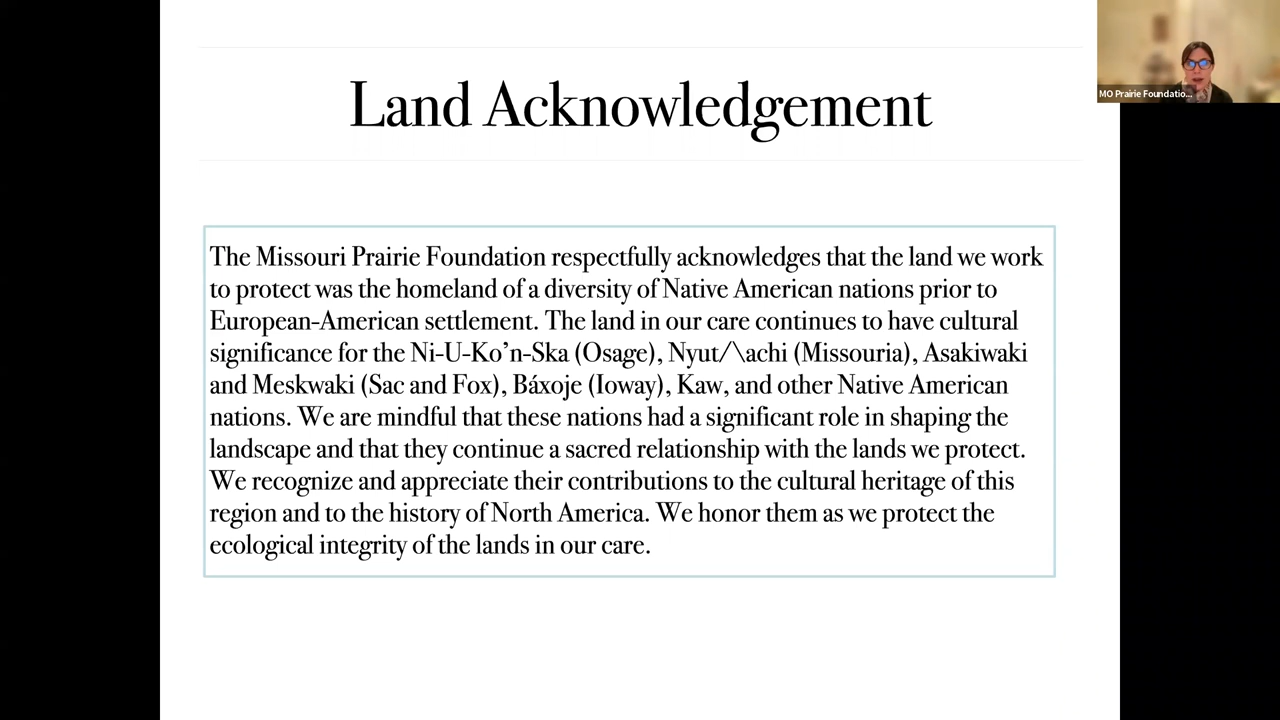 Land Acknowledgement
MO Prairie Foundatio...
The Missouri Prairie Foundation respectfully acknowledges that the land we work
to protect was the homeland of a diversity of Native American nations prior to
European-American settlement. The land in our care continues to have cultural
significance for the Ni-U-Ko’n-Ska (Osage), Nyut/\achi (Missouria), Asakiwaki
and Meskwaki (Sac and Fox), Báxoje (Ioway), Kaw, and other Native American
nations. We are mindful that these nations had a significant role in shaping the
landscape and that they continue a sacred relationship with the lands we protect.
We recognize and appreciate their contributions to the cultural heritage of this
region and to the history of North America. We honor them as we protect the
ecological integrity of the lands in our care.